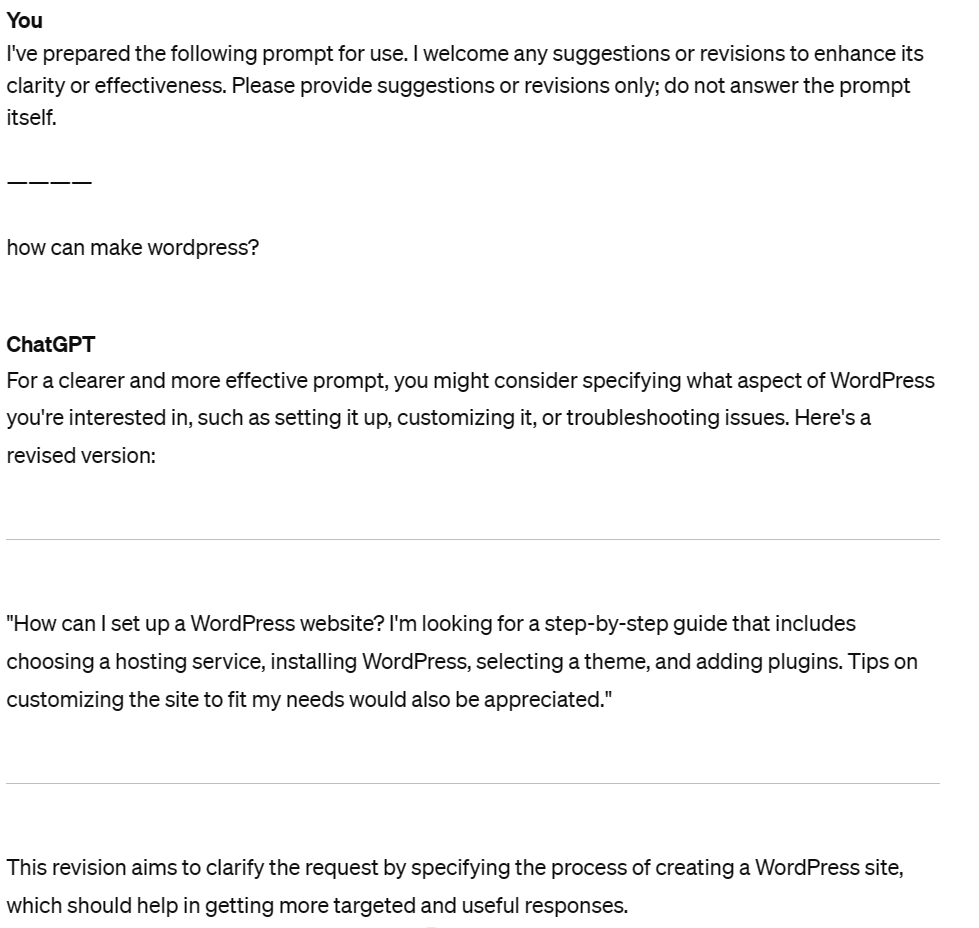 You
I've prepared the following prompt for use. I welcome any suggestions or revisions to enhance its
clarity or effectiveness. Please provide suggestions or revisions only; do not answer the prompt
itself.
————
how can make wordpress?
ChatGPT
For a clearer and more effective prompt, you might consider specifying what aspect of WordPress
you're interested in, such as setting it up, customizing it, or troubleshooting issues. Here's a
revised version:
"How can I set up a WordPress website? I'm looking for a step-by-step guide that includes
choosing a hosting service, installing WordPress, selecting a theme, and adding plugins. Tips on
customizing the site to fit my needs would also be appreciated."
This revision aims to clarify the request by specifying the process of creating a WordPress site,
which should help in getting more targeted and useful responses.